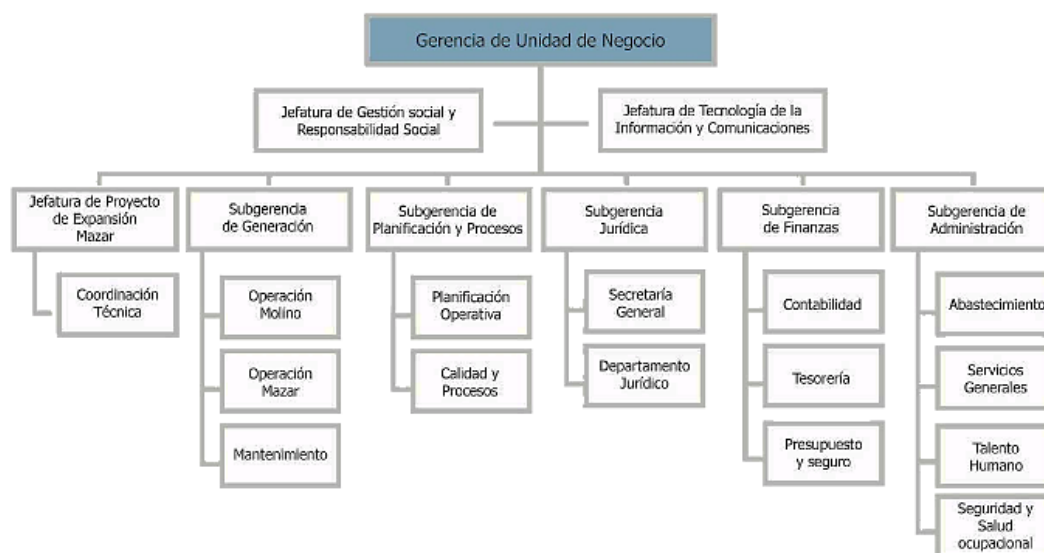 Gerencia de Unidad de Negocio
Jefatura de Gestión social y
Responsabilidad Social
Jefatura de Tecnología de la
Información y Comunicaciones
Jefatura de Proyecto
de Expansión
Mazar
Subgerencia
de Generación
Subgerencia de
Planificación y Procesos
Subgerencia
Jurídica
Subgerencia
de Finanzas
Subgerencia de
Administración
Coordinación
Técnica
Operación
Molino
Operación
Mazar
Mantenimiento
Planificación
Operativa
Calidad y
Procesos
Secretaría
General
Departamento
Jurídico
Contabilidad
Tesorería
Presupuesto
y seguro
Abastecimiento
Servicios
Generales
Talento
Humano
Seguridad y
Salud
ocupacional